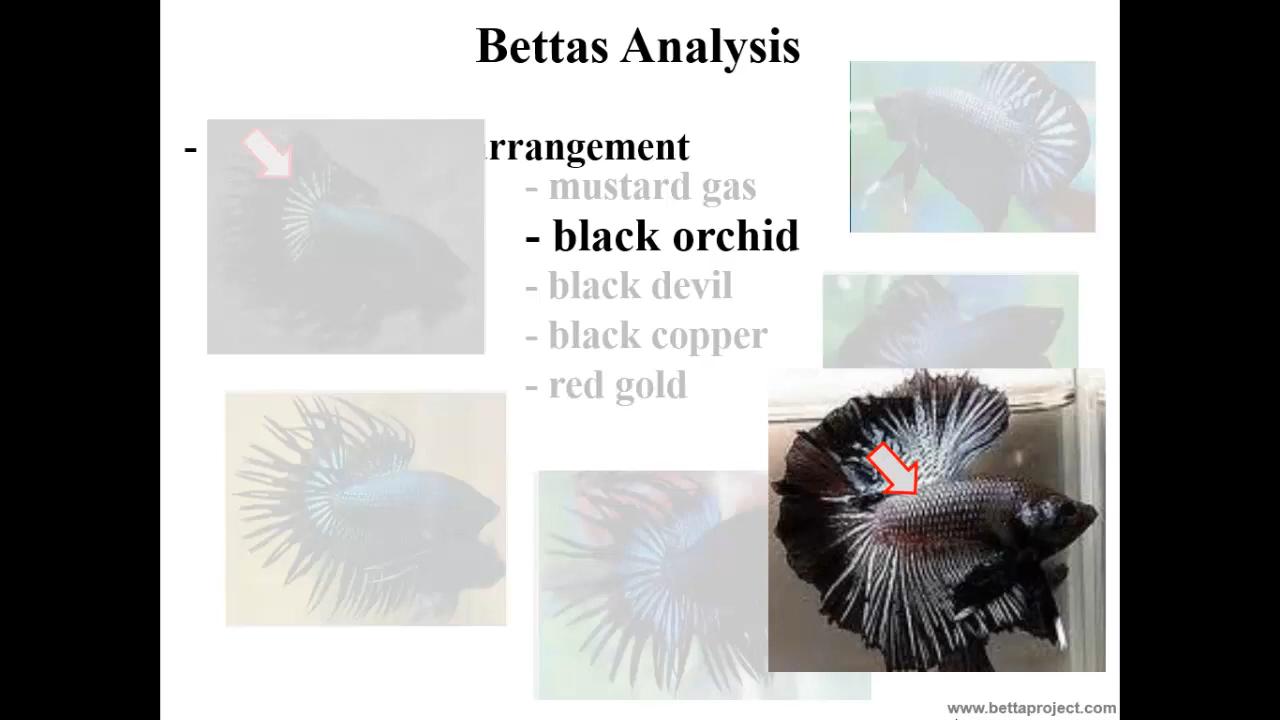 Bettas Analysis
- rrangement
- mustard gas
- black orchid
- black devil
- black copper
- red gold
www.bettaproject.com